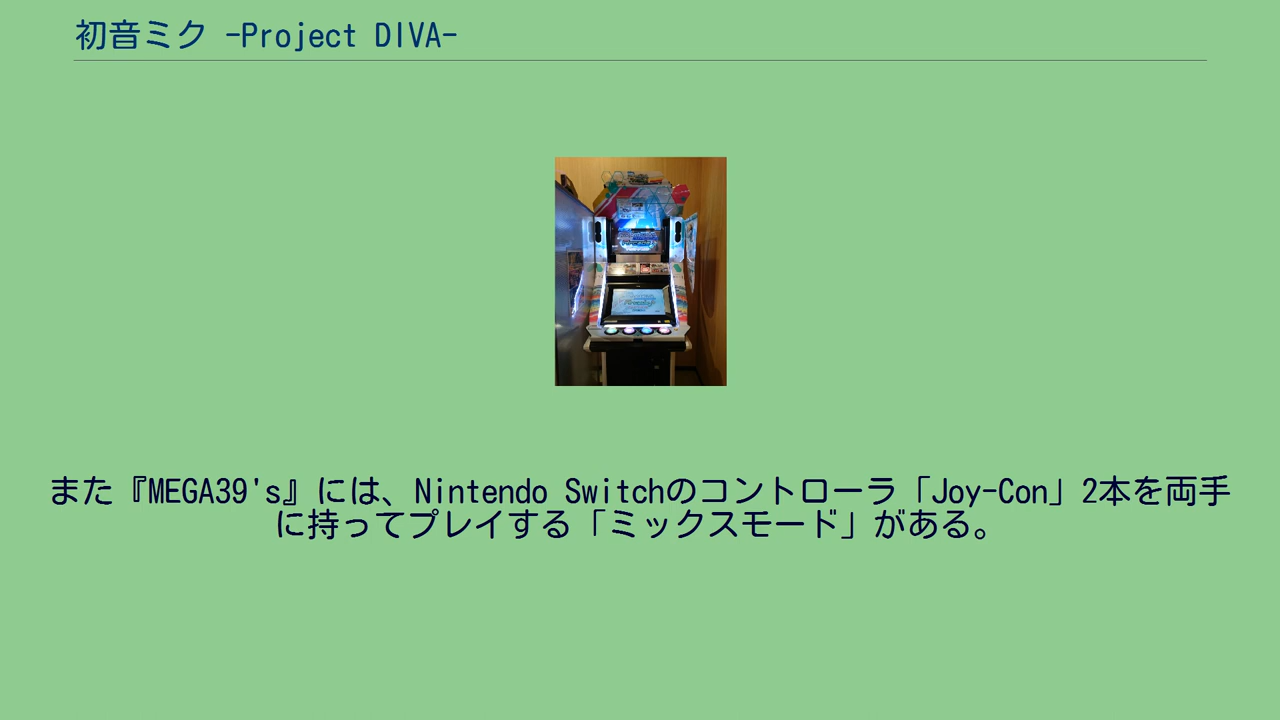 初音ミク -Project DIVA-
また『MEGA39's』には、Nintendo Switchのコントローラ「Joy-Con」2本を両手
に持ってプレイする「ミックスモード」がある。